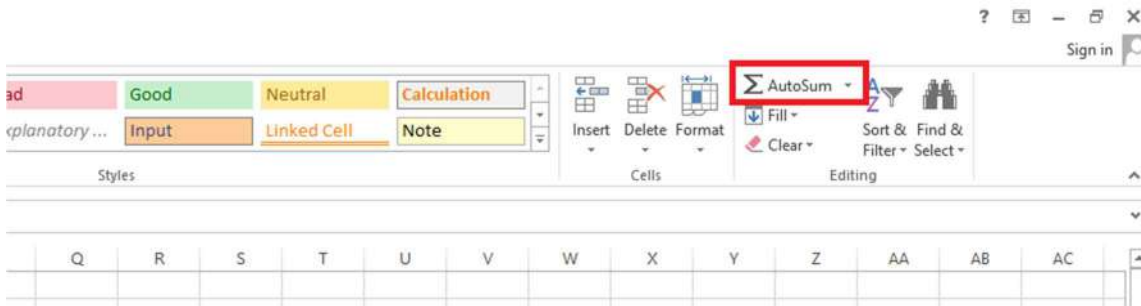 ?
Sign in
ad Good Neutral Calculation
xplanatory ... Input Linked Cell Note
Styles
Insert Delete Format
Cells
Σ AutoSum
Fill
Clear
A
Z
Sort & Filter
Find & Select
Editing
Q R S T U V W X Y Z AA AB AC